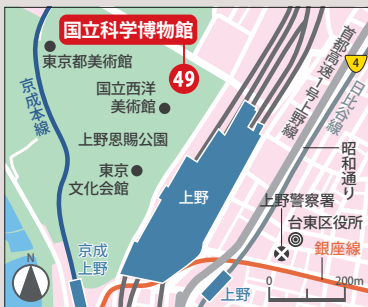 国立科学博物館
49
東京都美術館
国立西洋
美術館
上野恩賜公園
東京
文化会館
京成本線
首都高速1号上野線
4
日比谷線
昭和通り
上野
上野警察署
台東区役所
京成
上野
銀座線
上野
N
0 200m